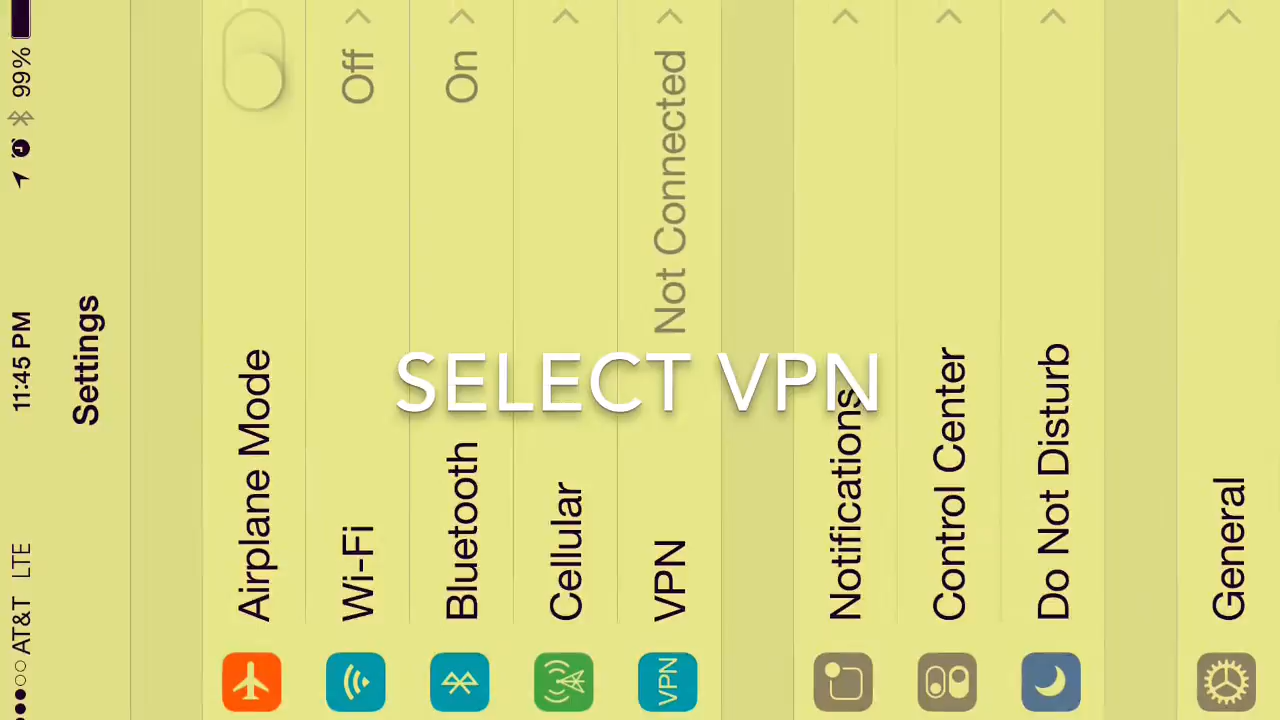 AT&T LTE 11:45 PM 99%
Settings
Airplane Mode
Wi-Fi Off
Bluetooth On
Cellular
VPN Not Connected
VPN
Notifications
Control Center
Do Not Disturb
General
SELECT VPN